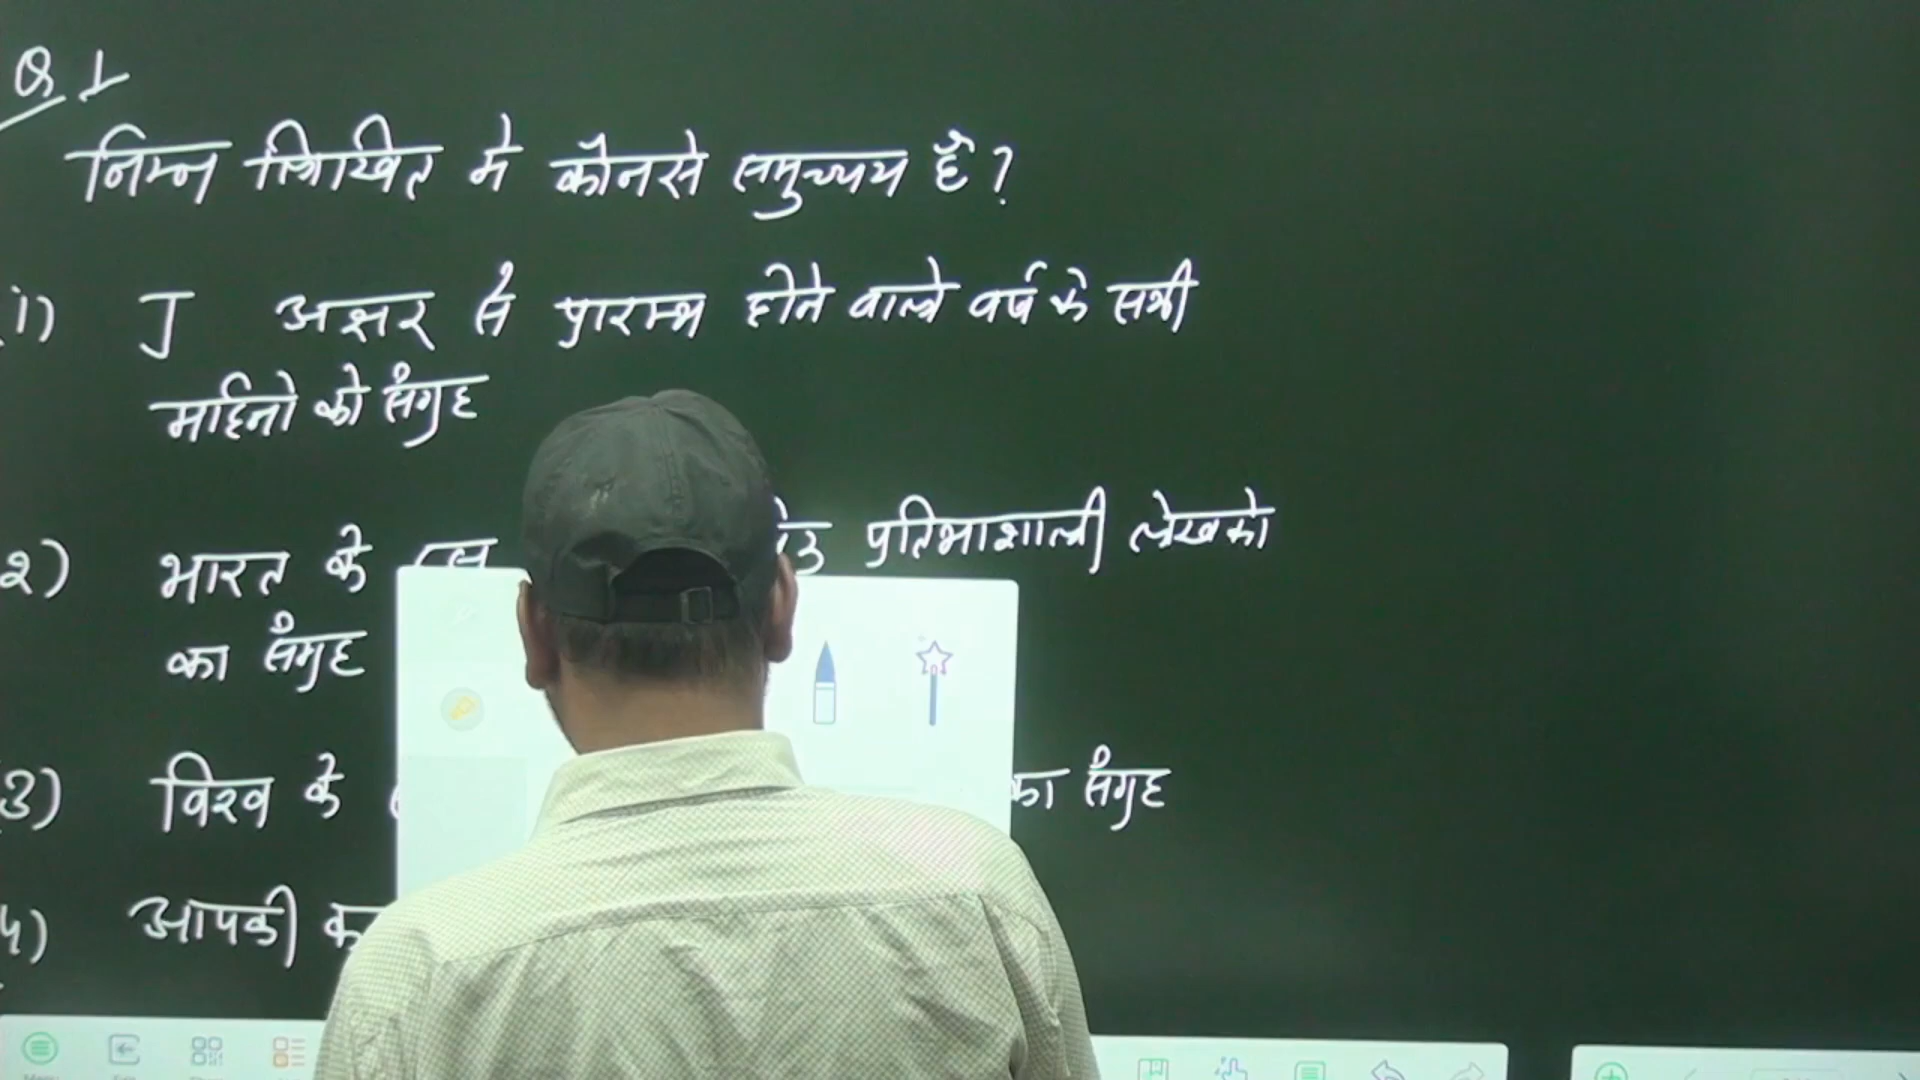 Q 1
निम्न लिखित मे कौनसे समुच्चय है ?
(i) J अक्षर से प्रारम्भ होने वाले वर्ष के सभी
महिनो को संग्रह
(2) भारत के दस प्रतिभाशाली लेखको
का संग्रह
(3) विश्व के का संग्रह
(4) आपकी